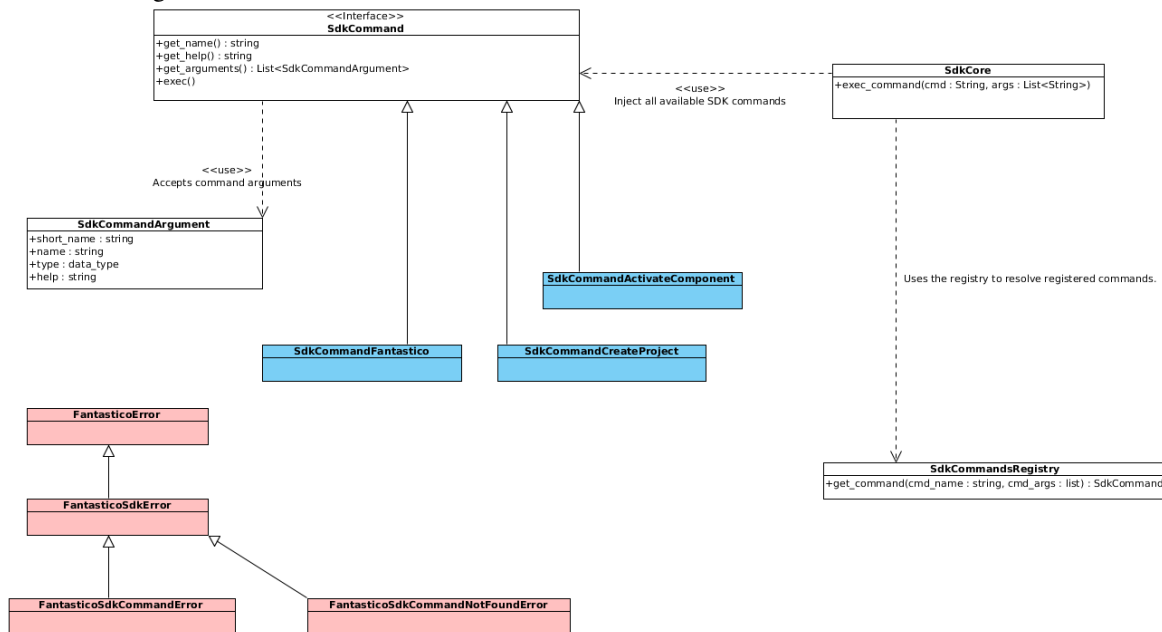 <<Interface>>
SdkCommand
+get_name() : string
+get_help() : string
+get_arguments() : List<SdkCommandArgument>
+exec()
SdkCore
+exec_command(cmd : String, args : List<String>)
<<use>>
Inject all available SDK commands
<<use>>
Accepts command arguments
SdkCommandArgument
+short_name : string
+name : string
+type : data_type
+help : string
SdkCommandActivateComponent
Uses the registry to resolve registered commands.
SdkCommandFantastico
SdkCommandCreateProject
FantasticoError
SdkCommandsRegistry
+get_command(cmd_name : string, cmd_args : list) : SdkCommand
FantasticoSdkError
FantasticoSdkCommandError
FantasticoSdkCommandNotFoundError